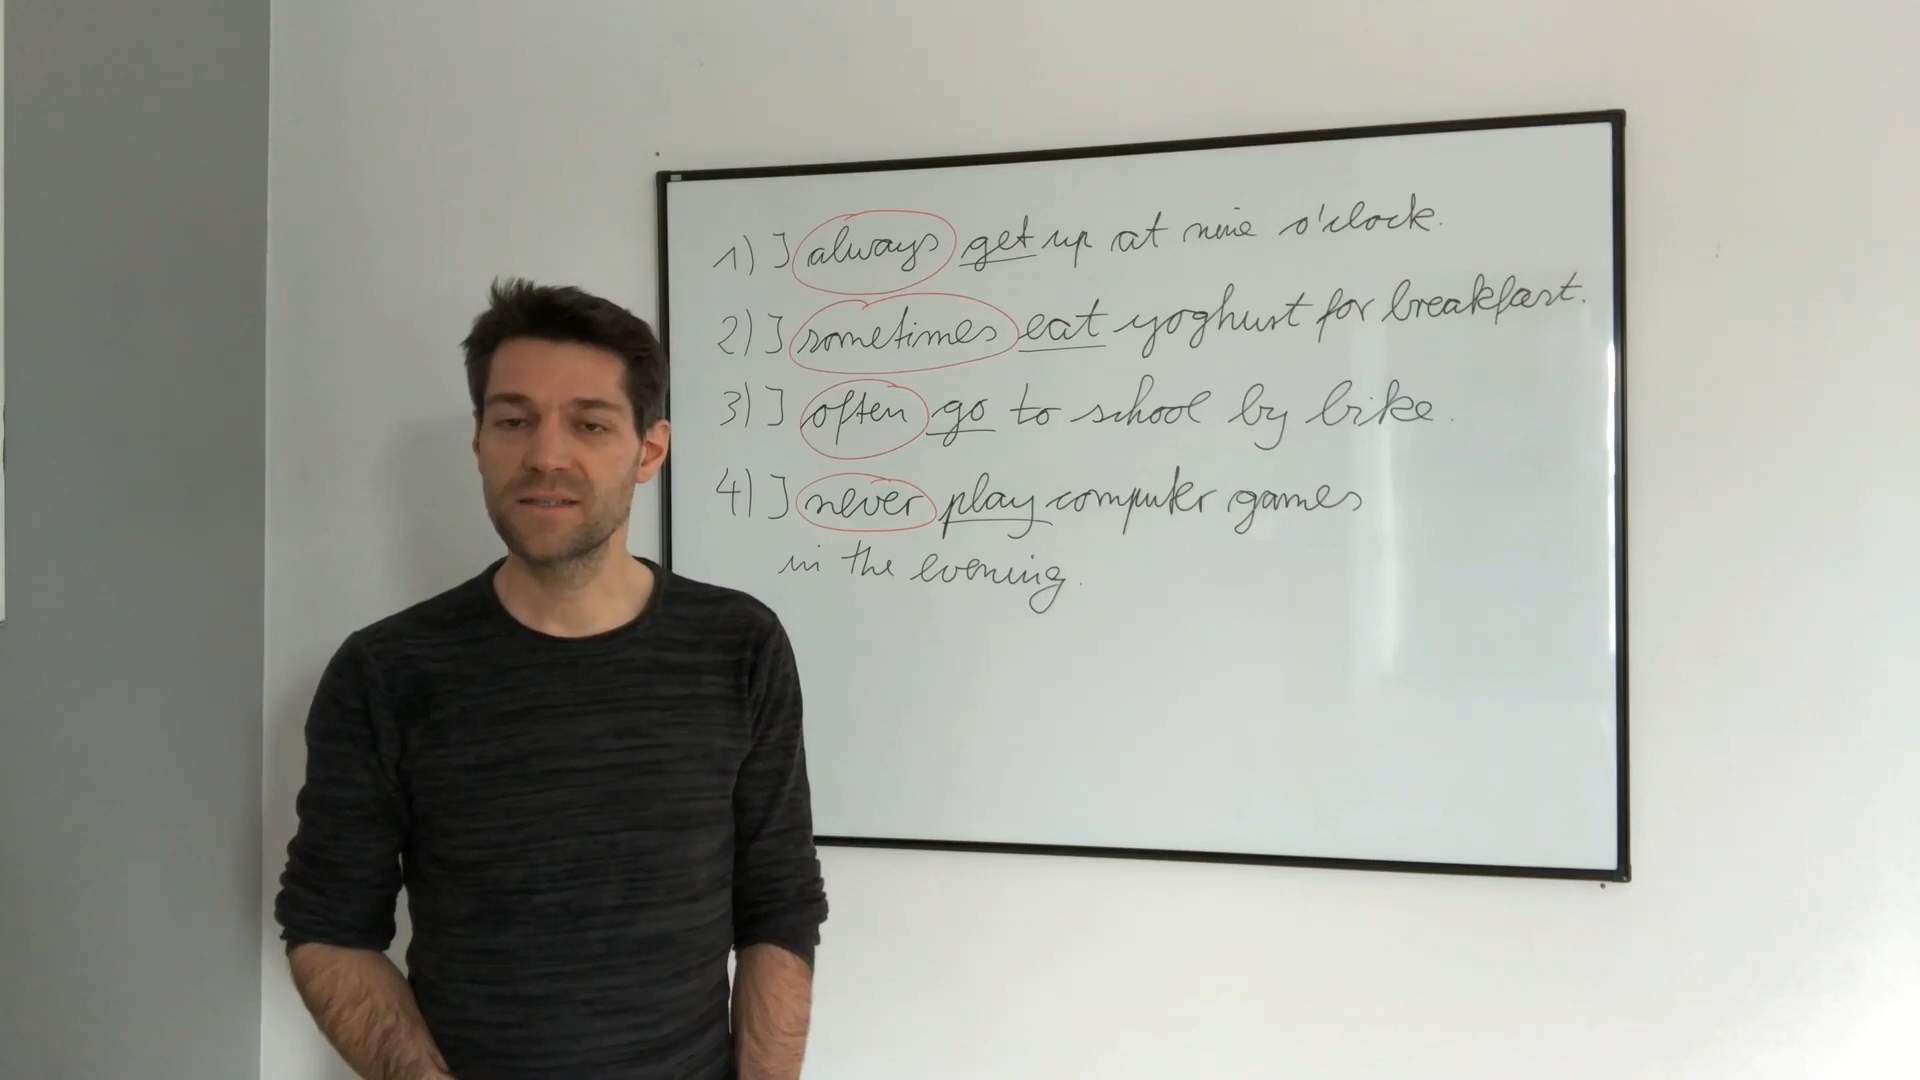 1) I always get up at nine o'clock.
2) I sometimes eat yoghurt for breakfast.
3) I often go to school by bike.
4) I never play computer games
in the evening.